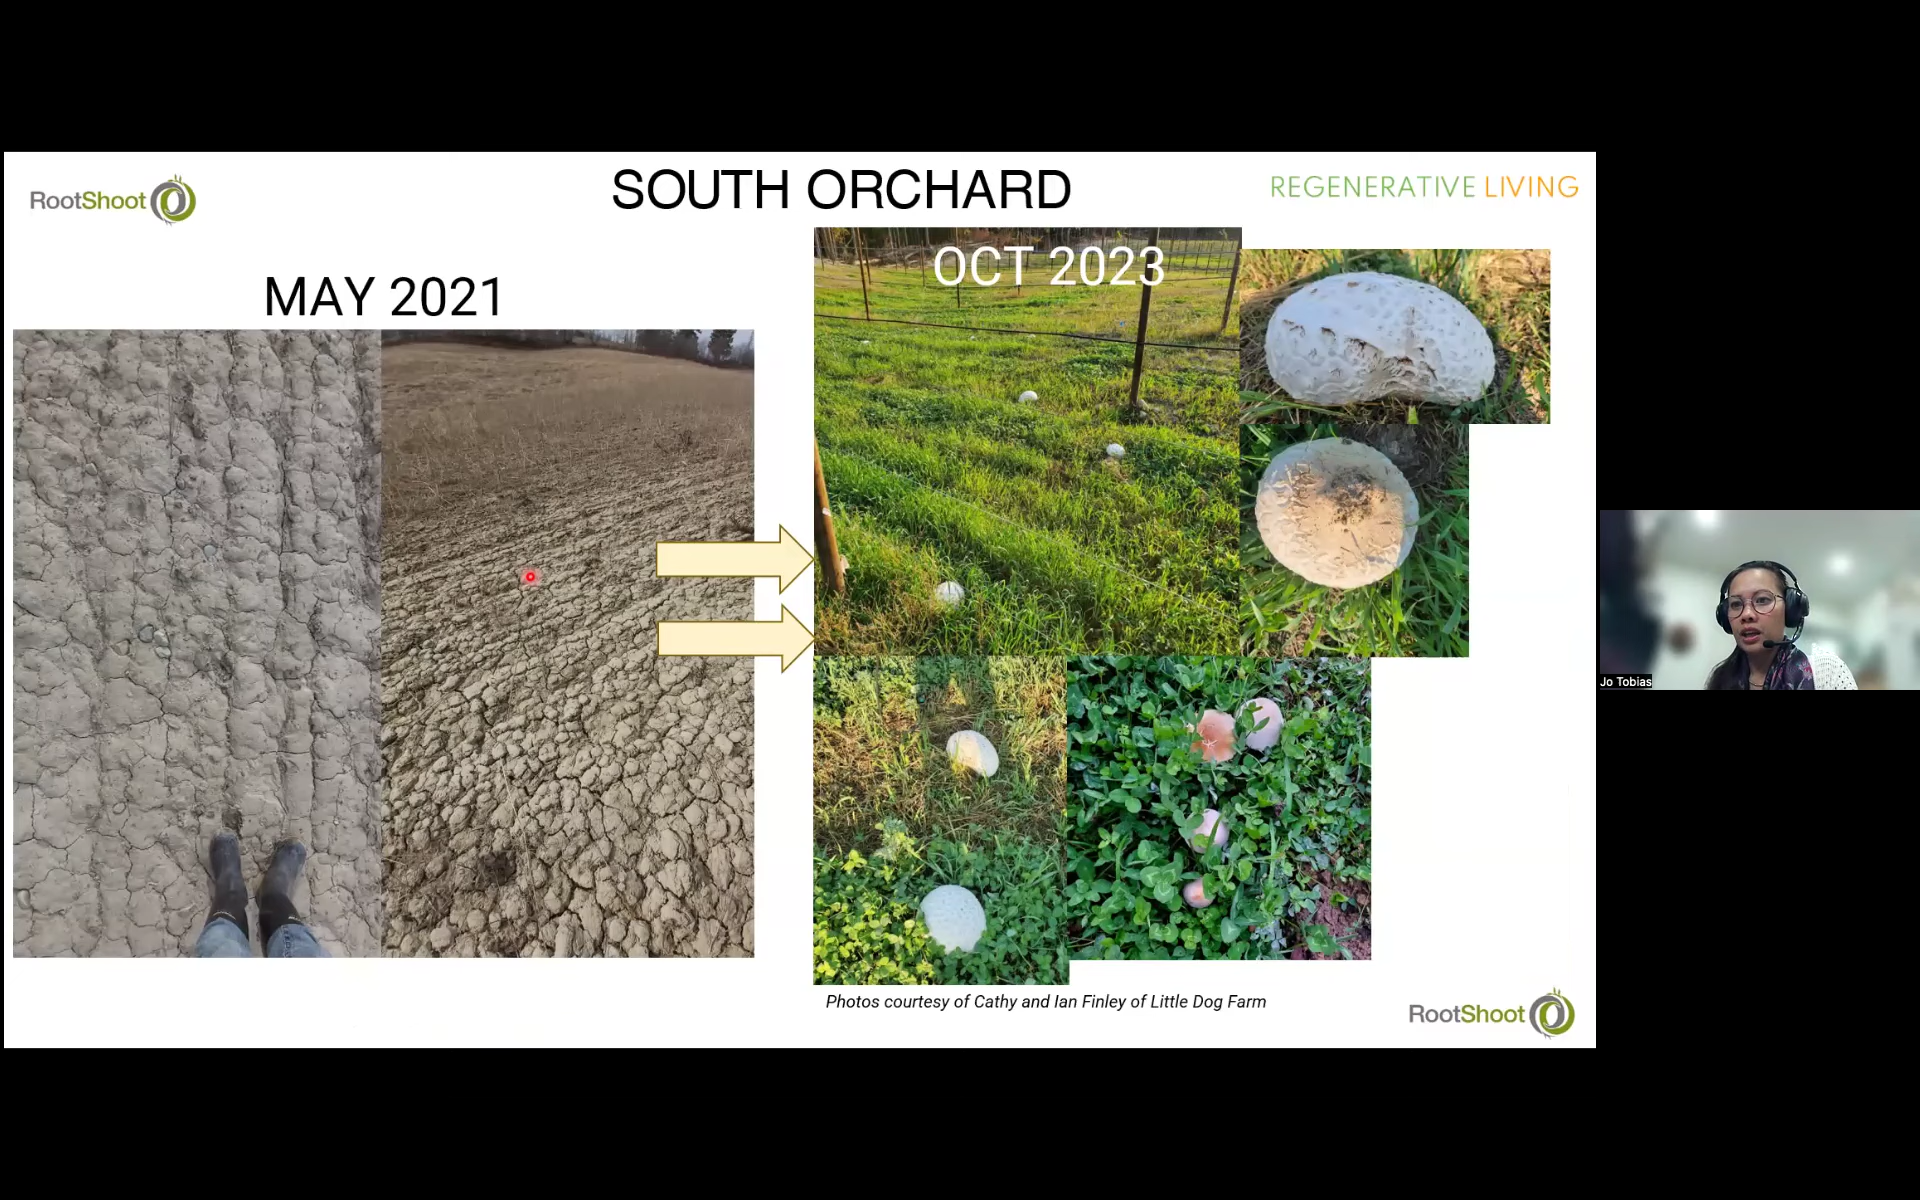 RootShoot
SOUTH ORCHARD
REGENERATIVE LIVING
MAY 2021
OCT 2023
Jo Tobias
Photos courtesy of Cathy and Ian Finley of Little Dog Farm
RootShoot